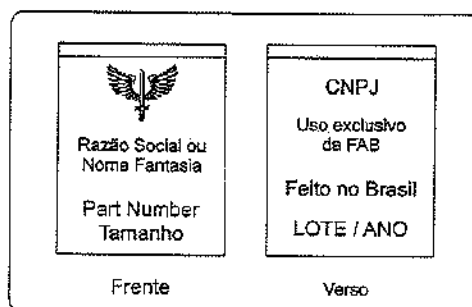 Razão Social ou
Nome Fantasia
Part Number
Tamanho
Frente
CNPJ
Uso exclusivo
da FAB
Feito no Brasil
LOTE / ANO
Verso